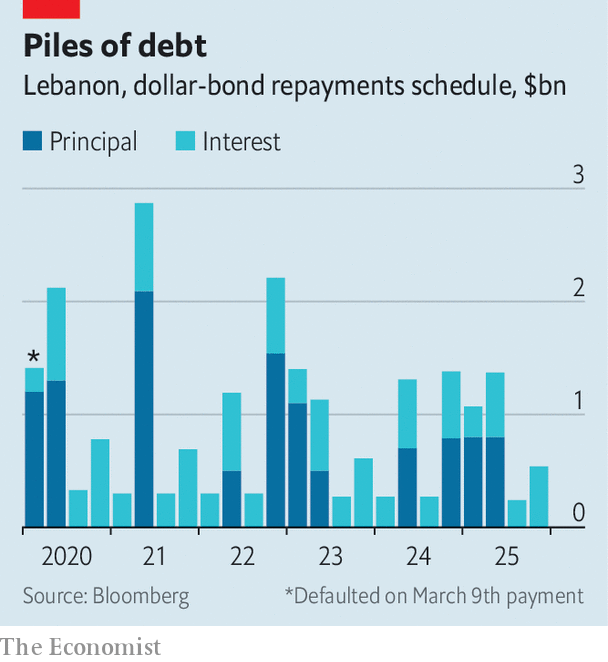 Piles of debt
Lebanon, dollar-bond repayments schedule, $bn
Principal Interest
3
2
*
1
0
2020 21 22 23 24 25
Source: Bloomberg *Defaulted on March 9th payment
The Economist